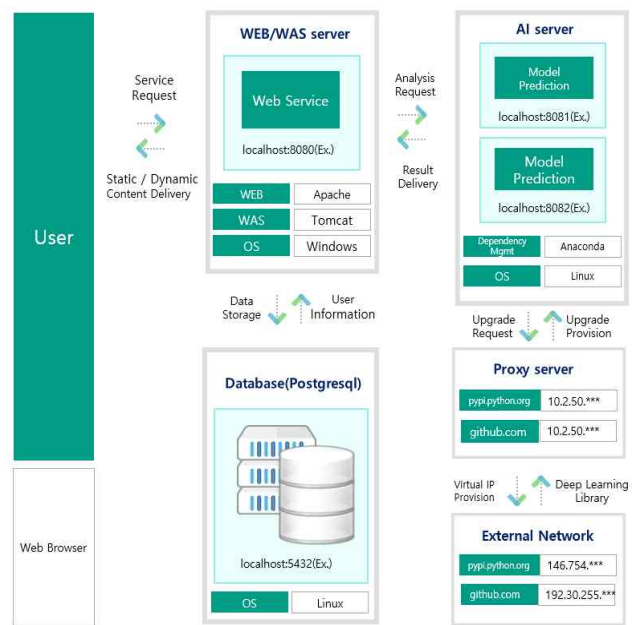 User
Web Browser
Service
Request
Static / Dynamic
Content Delivery
WEB/WAS server
Web Service
localhost:8080(Ex.)
WEB Apache
WAS Tomcat
OS Windows
Analysis
Request
Result
Delivery
AI server
Model
Prediction
localhost:8081(Ex.)
Model
Prediction
localhost:8082(Ex.)
Dependency
Mgmt
Anaconda
OS Linux
Data
Storage
User
Information
Upgrade
Request
Upgrade
Provision
Database(Postgresql)
localhost:5432(Ex.)
OS Linux
Proxy server
pypi.python.org 10.2.50.***
github.com 10.2.50.***
Virtual IP
Provision
Deep Learning
Library
External Network
pypi.python.org 146.754.***
github.com 192.30.255.***